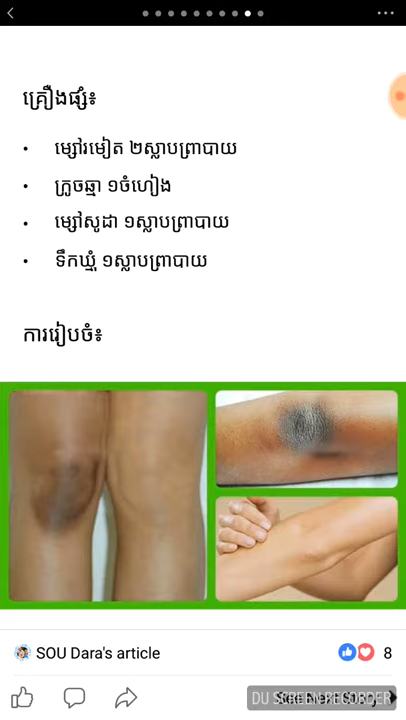 គ្រឿងផ្សំ៖
• ម្សៅរមៀត ២ស្លាបព្រាបាយ
• ក្រូចឆ្មា ១ចំហៀង
• ម្សៅសូដា ១ស្លាបព្រាបាយ
• ទឹកឃ្មុំ ១ស្លាបព្រាបាយ
ការរៀបចំ៖
SOU Dara's article
8
See Next Story
DU SCREEN RECORDER